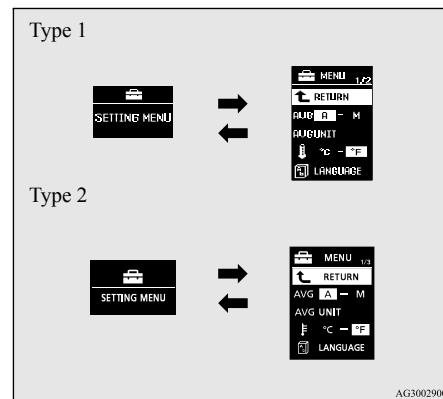 Type 1
SETTING MENU
MENU 1/2
RETURN
AVG A - M
AVG UNIT
°C - °F
LANGUAGE
Type 2
SETTING MENU
MENU 1/3
RETURN
AVG A - M
AVG UNIT
°C - °F
LANGUAGE